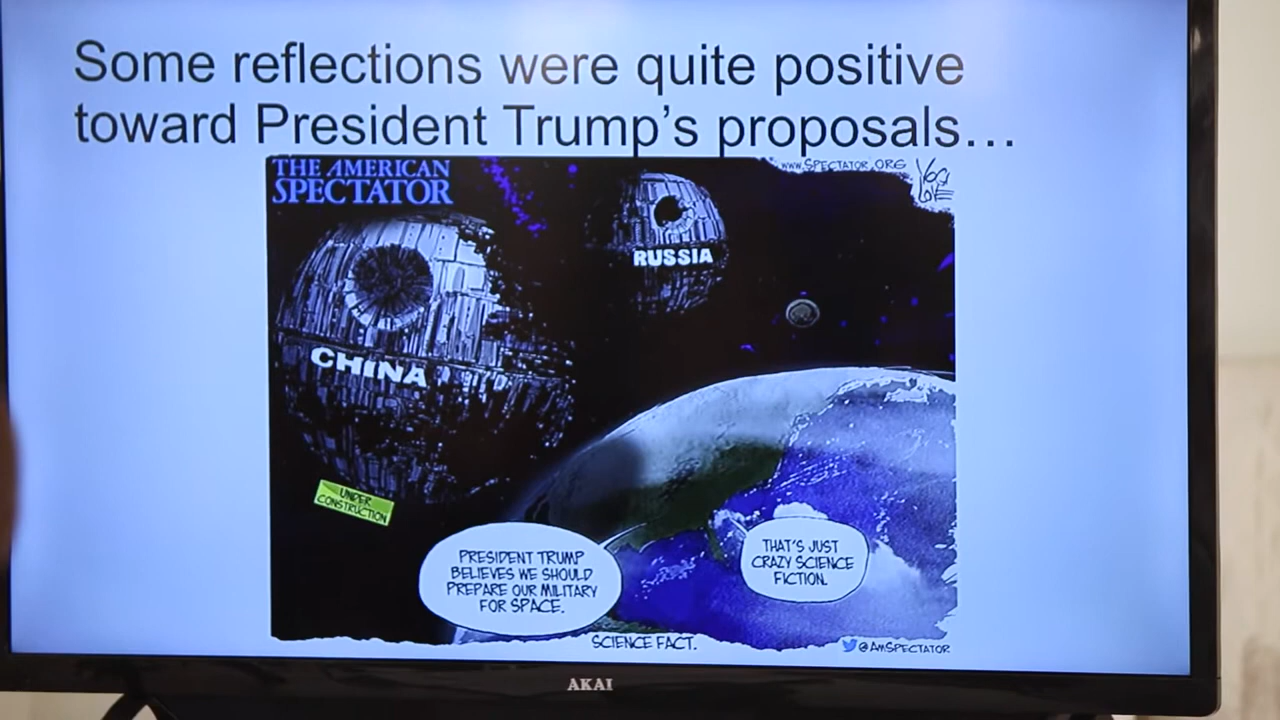 Some reflections were quite positive
toward President Trump's proposals…
THE AMERICAN
SPECTATOR
www.SPECTATOR.ORG
RUSSIA
CHINA
UNDER
CONSTRUCTION
PRESIDENT TRUMP
BELIEVES WE SHOULD
PREPARE OUR MILITARY
FOR SPACE.
THAT'S JUST
CRAZY SCIENCE
FICTION.
SCIENCE FACT.
@AMSPECTATOR
AKAI